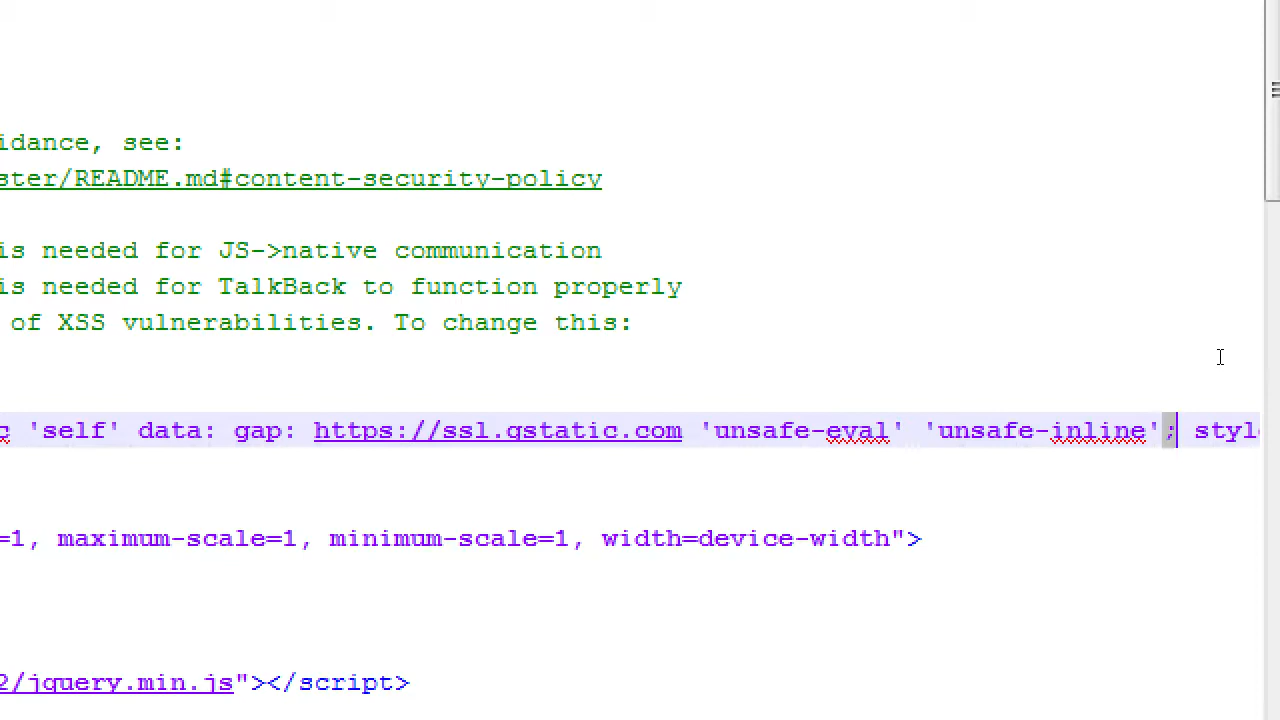 idance, see:
ster/README.md#content-security-policy
is needed for JS->native communication
is needed for TalkBack to function properly
of XSS vulnerabilities. To change this:
c 'self' data: gap: https://ssl.gstatic.com 'unsafe-eval' 'unsafe-inline'; styl
=1, maximum-scale=1, minimum-scale=1, width=device-width">
2/jquery.min.js"></script>